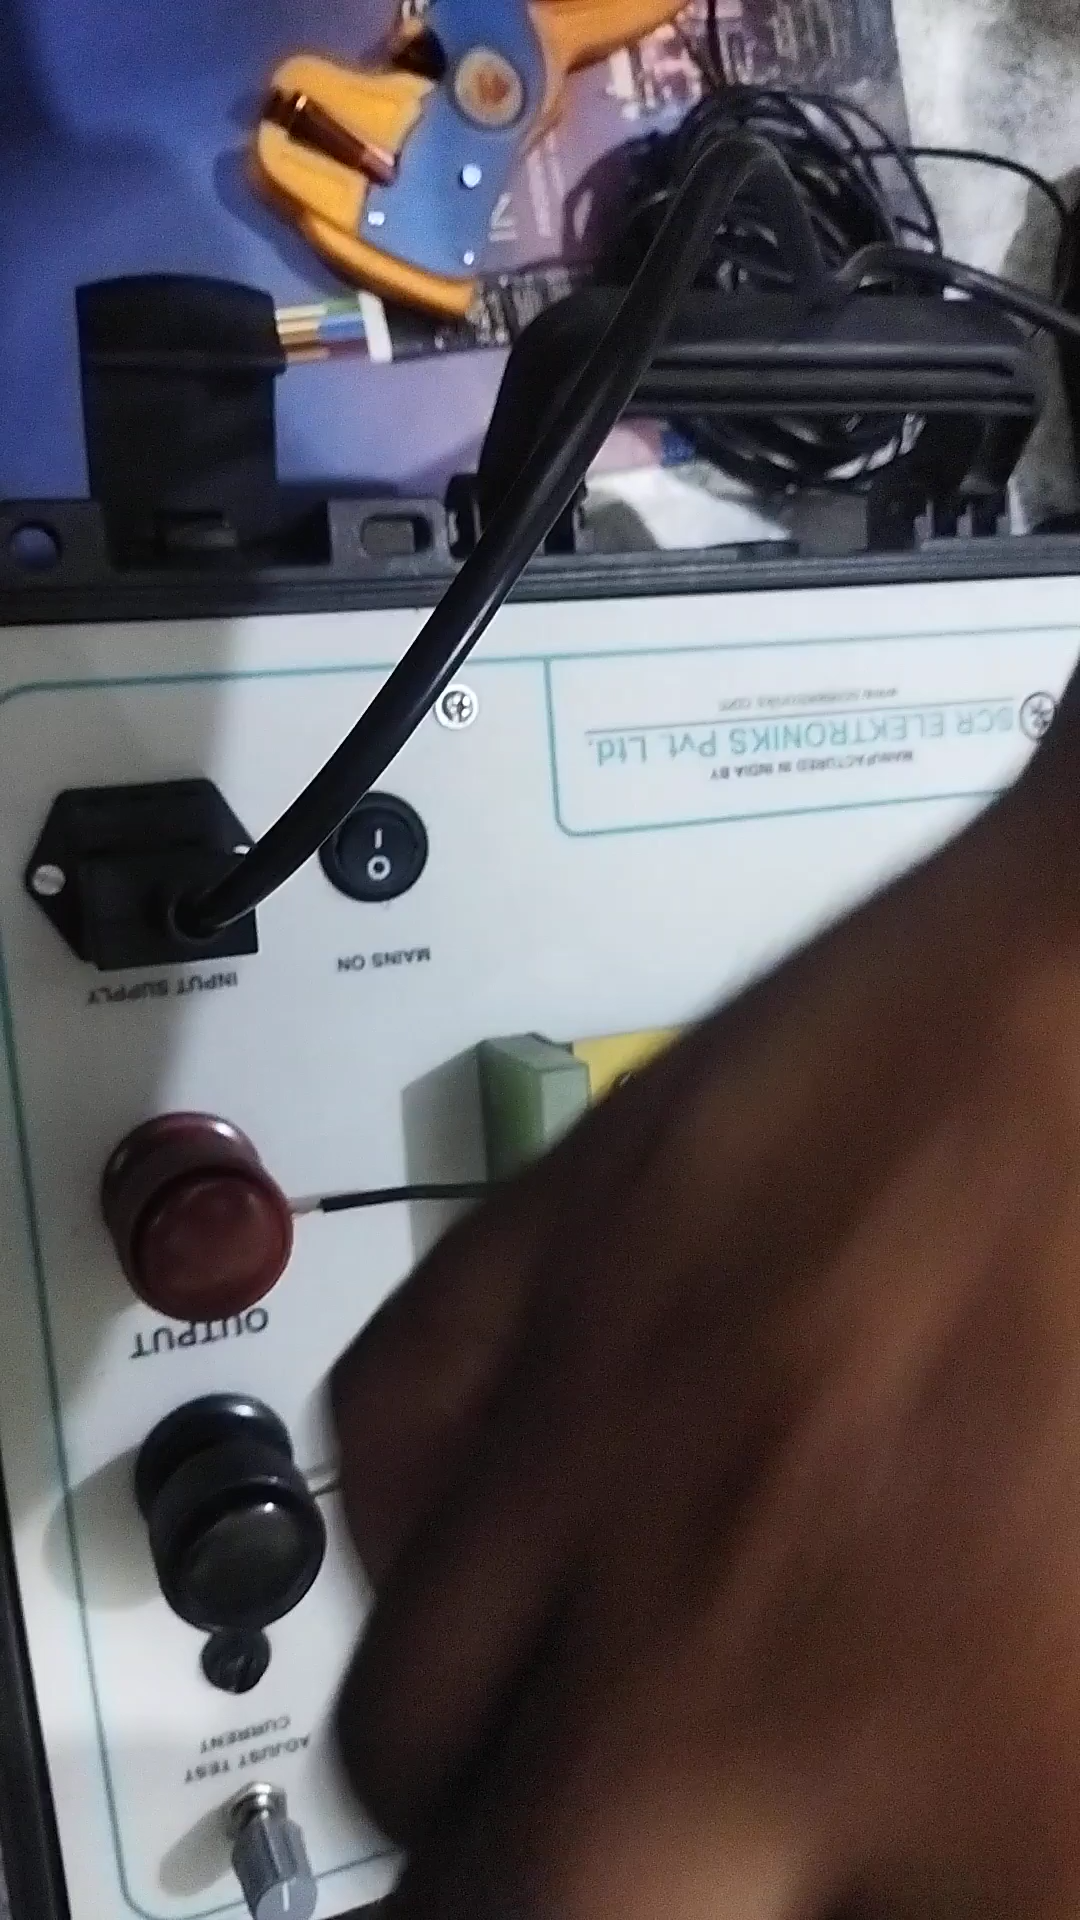 MANUFACTURED IN INDIA BY
SCR ELEKTRONIKS Pvt. Ltd.
MAINS ON
INPUT SUPPLY
I
O
OUTPUT
ADJUST TEST
CURRENT